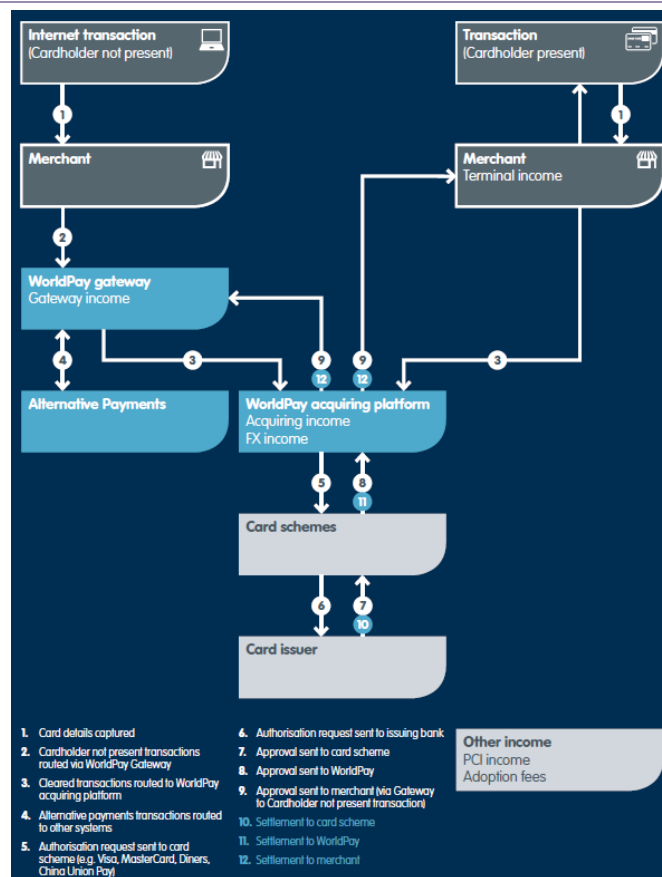 Internet transaction
(Cardholder not present)
Transaction
(Cardholder present)
1
1
Merchant
Merchant
Terminal income
2
WorldPay gateway
Gateway income
4
3
9
12
9
12
3
Alternative Payments
WorldPay acquiring platform
Acquiring income
FX income
5
8
11
Card schemes
6
7
10
Card issuer
1. Card details captured
2. Cardholder not present transactions
routed via WorldPay Gateway
3. Cleared transactions routed to WorldPay
acquiring platform
4. Alternative payments transactions routed
to other systems
5. Authorisation request sent to card
scheme (e.g. Visa, MasterCard, Diners,
China Union Pay)
6. Authorisation request sent to issuing bank
7. Approval sent to card scheme
8. Approval sent to WorldPay
9. Approval sent to merchant (via Gateway
to Cardholder not present transaction)
10. Settlement to card scheme
11. Settlement to WorldPay
12. Settlement to merchant
Other income
PCI income
Adoption fees